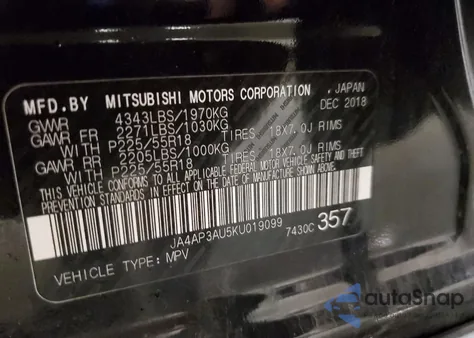 MFD.BY MITSUBISHI MOTORS CORPORATION . JAPAN
GVWR 4343LBS/1970KG DEC 2018
GAWR FR 2271LBS/1030KG
WITH P225/55R18 TIRES. 18X7.0J RIMS
GAWR RR 2205LBS/1000KG
WITH P225/55R18 TIRES. 18X7.0J RIMS
THIS VEHICLE CONFORMS TO ALL APPLICABLE
FEDERAL MOTOR VEHICLE SAFETY AND THEFT
PREVENTION STANDARDS IN EFFECT ON THE DATE
OF MANUFACTURE SHOWN ABOVE.
JA4AP3AU5KU019099 7430C 357
VEHICLE TYPE: MPV
autoSnap